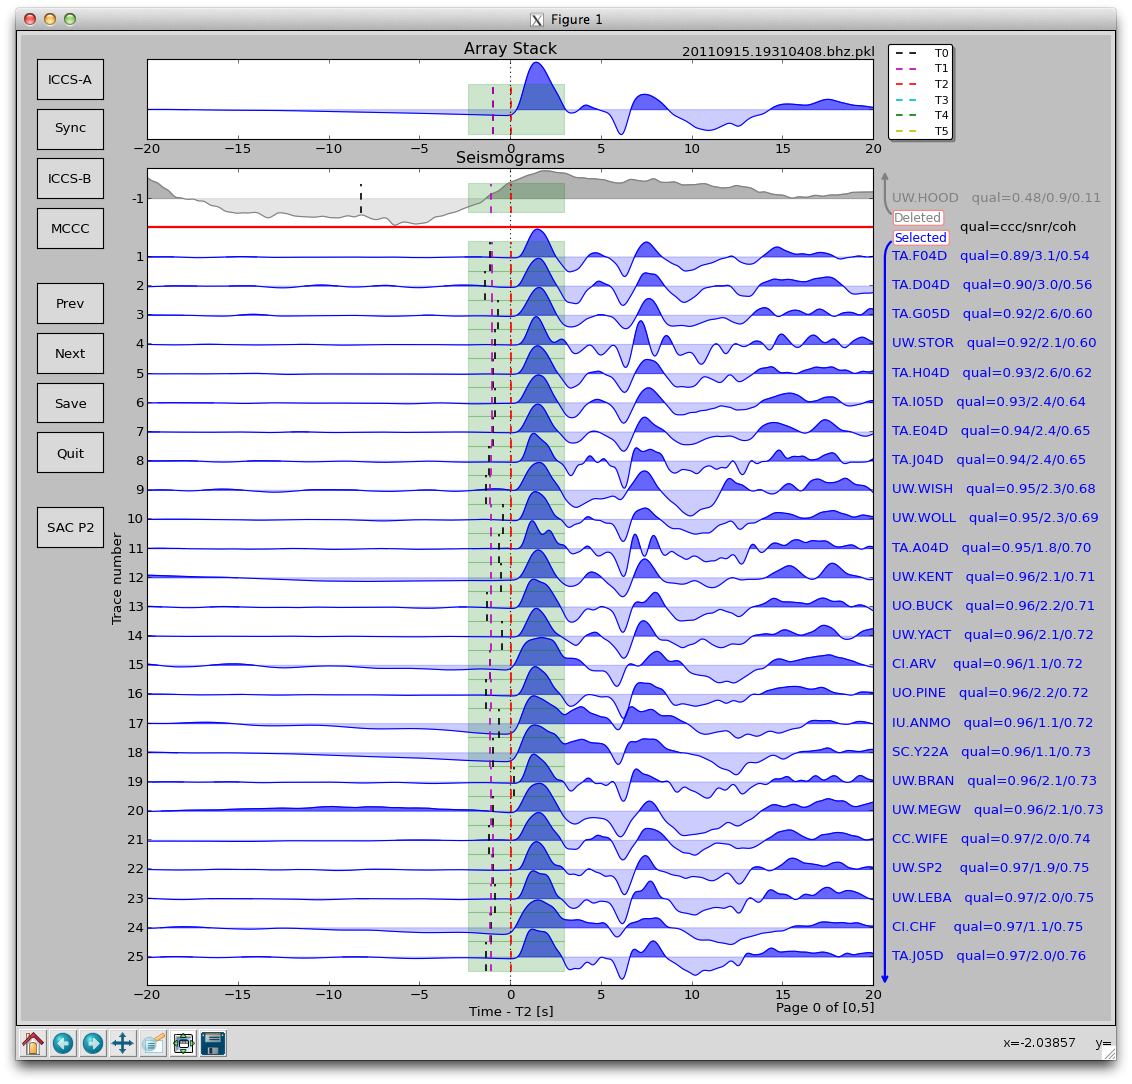 Figure 1
Array Stack
20110915.19310408.bhz.pkl
T0
T1
T2
T3
T4
T5
ICCS-A
Sync
ICCS-B
MCCC
Prev
Next
Save
Quit
SAC P2
−20 −15 −10 −5 0 5 10 15 20
Seismograms
Trace number
-1 UW.HOOD qual=0.48/0.9/0.11
Deleted
qual=ccc/snr/coh
Selected
1 TA.F04D qual=0.89/3.1/0.54
2 TA.D04D qual=0.90/3.0/0.56
3 TA.G05D qual=0.92/2.6/0.60
4 UW.STOR qual=0.92/2.1/0.60
5 TA.H04D qual=0.93/2.6/0.62
6 TA.I05D qual=0.93/2.4/0.64
7 TA.E04D qual=0.94/2.4/0.65
8 TA.J04D qual=0.94/2.4/0.65
9 UW.WISH qual=0.95/2.3/0.68
10 UW.WOLL qual=0.95/2.3/0.69
11 TA.A04D qual=0.95/1.8/0.70
12 UW.KENT qual=0.96/2.1/0.71
13 UO.BUCK qual=0.96/2.2/0.71
14 UW.YACT qual=0.96/2.1/0.72
15 CI.ARV qual=0.96/1.1/0.72
16 UO.PINE qual=0.96/2.2/0.72
17 IU.ANMO qual=0.96/1.1/0.72
18 SC.Y22A qual=0.96/1.1/0.73
19 UW.BRAN qual=0.96/2.1/0.73
20 UW.MEGW qual=0.96/2.1/0.73
21 CC.WIFE qual=0.97/2.0/0.74
22 UW.SP2 qual=0.97/1.9/0.75
23 UW.LEBA qual=0.97/2.0/0.75
24 CI.CHF qual=0.97/1.1/0.75
25 TA.J05D qual=0.97/2.0/0.76
−20 −15 −10 −5 0 5 10 15 20
Time - T2 [s]
Page 0 of [0,5]
x=-2.03857 y=